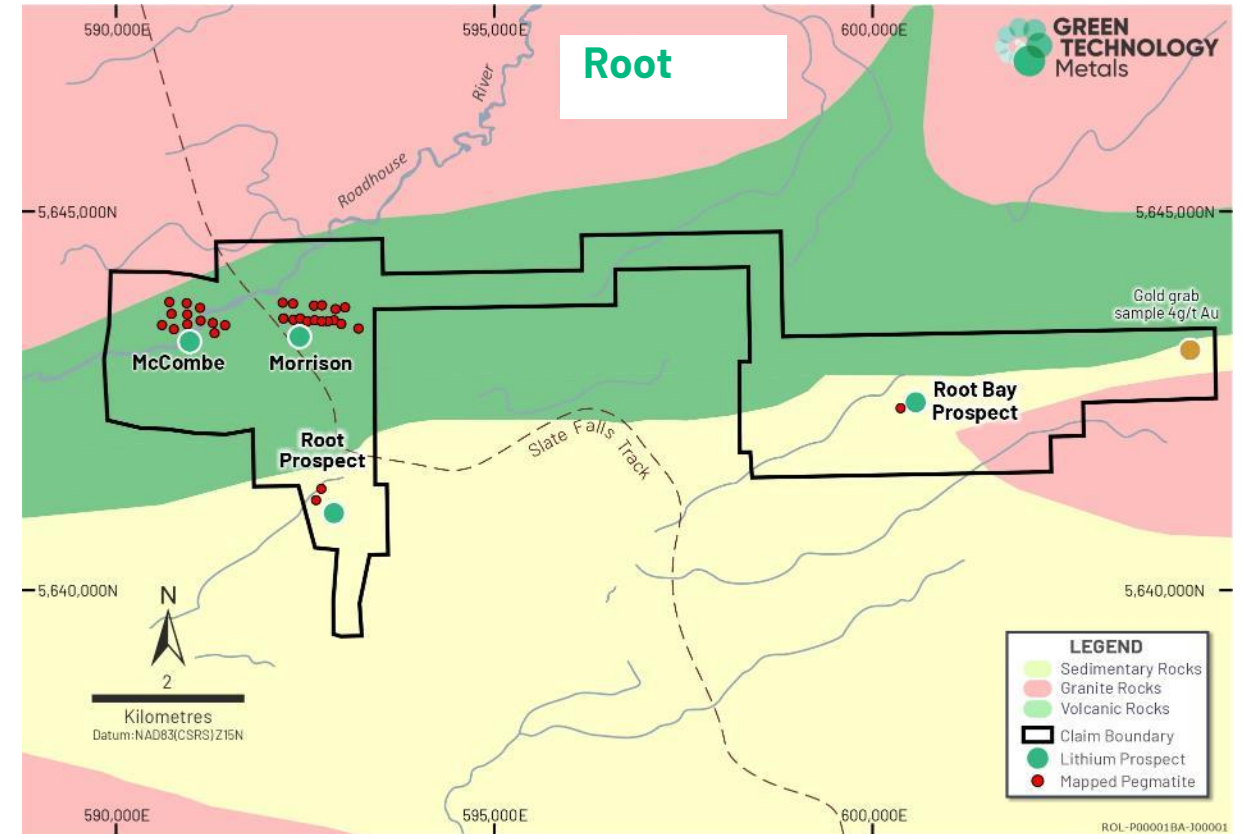 590,000E
595,000E
600,000E
GREEN
TECHNOLOGY
Metals
Root
River
Roadhouse
5,645,000N
5,645,000N
Gold grab
sample 4g/t Au
McCombe
Morrison
Root Bay
Prospect
Root
Prospect
Slate Falls Track
5,640,000N
5,640,000N
N
2
Kilometres
Datum:NAD83(CSRS) Z15N
LEGEND
Sedimentary Rocks
Granite Rocks
Volcanic Rocks
Claim Boundary
Lithium Prospect
Mapped Pegmatite
590,000E
595,000E
600,000E
ROL-P00001BA-J00001